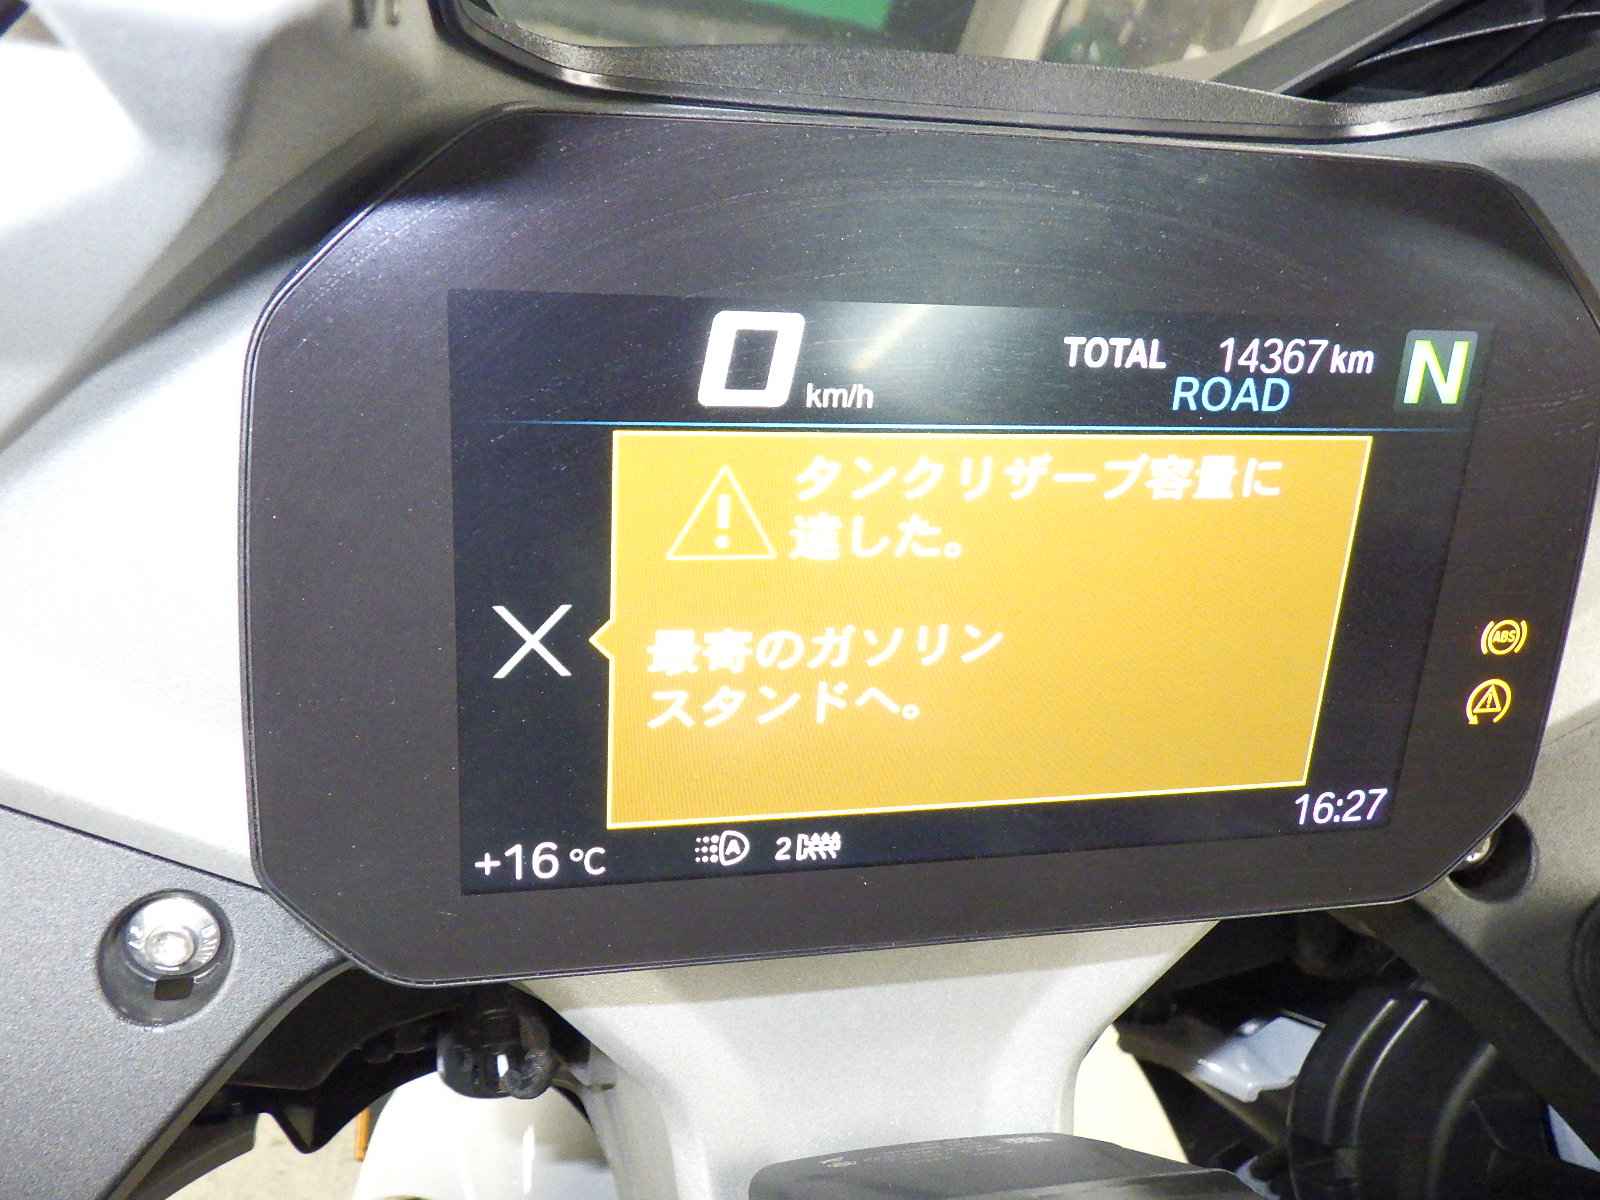 0 km/h
TOTAL 14367 km
ROAD
N
タンクリザーブ容量に
達した。
最寄のガソリン
スタンドへ。
ABS
16:27
+16 °C
A
2